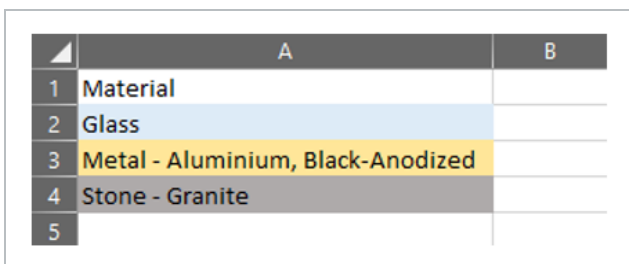 A B
1 Material
2 Glass
3 Metal - Aluminium, Black-Anodized
4 Stone - Granite
5